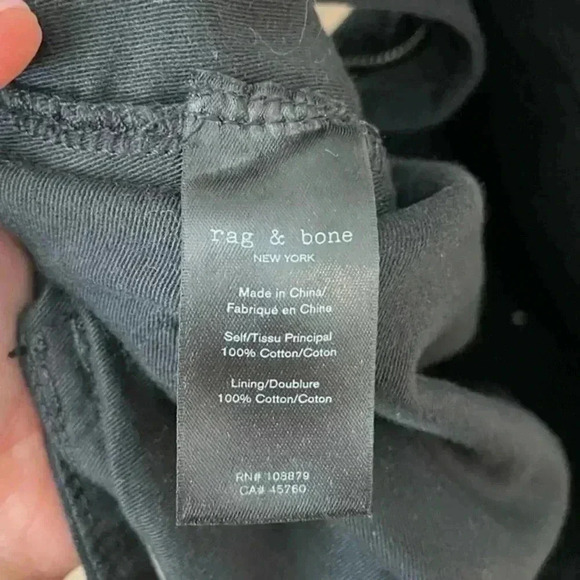 rag & bone
NEW YORK
Made in China/
Fabriqué en Chine
Self/Tissu Principal
100% Cotton/Coton
Lining/Doublure
100% Cotton/Coton
RN# 108879
CA# 45760